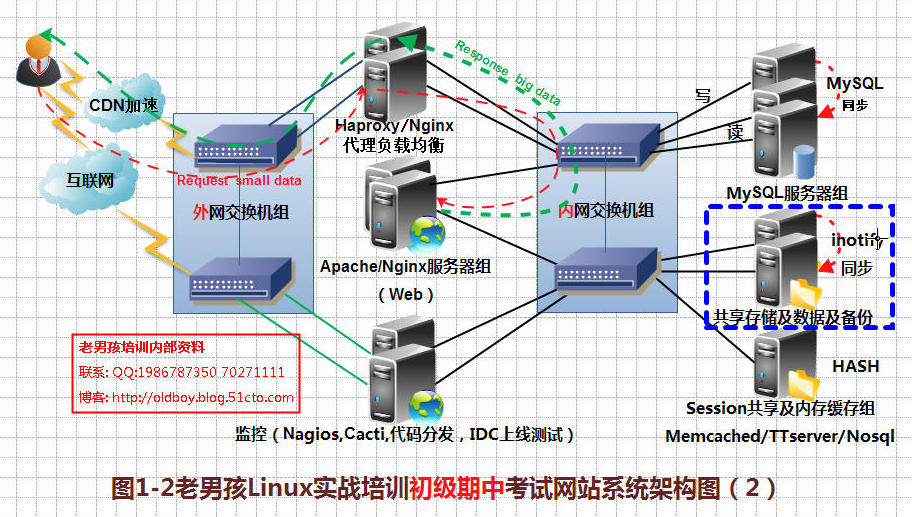 CDN加速
互联网
Request small data
外网交换机组
Response big data
Haproxy/Nginx
代理负载均衡
Apache/Nginx服务器组
（Web）
监控（Nagios,Cacti,代码分发，IDC上线测试）
内网交换机组
写
读
MySQL
同步
MySQL服务器组
inotify
同步
共享存储及数据及备份
HASH
Session共享及内存缓存组
Memcached/TTserver/Nosql
老男孩培训内部资料
联系: QQ:1986787350 70271111
博客: http://oldboy.blog.51cto.com
图1-2老男孩Linux实战培训初级期中考试网站系统架构图（2）